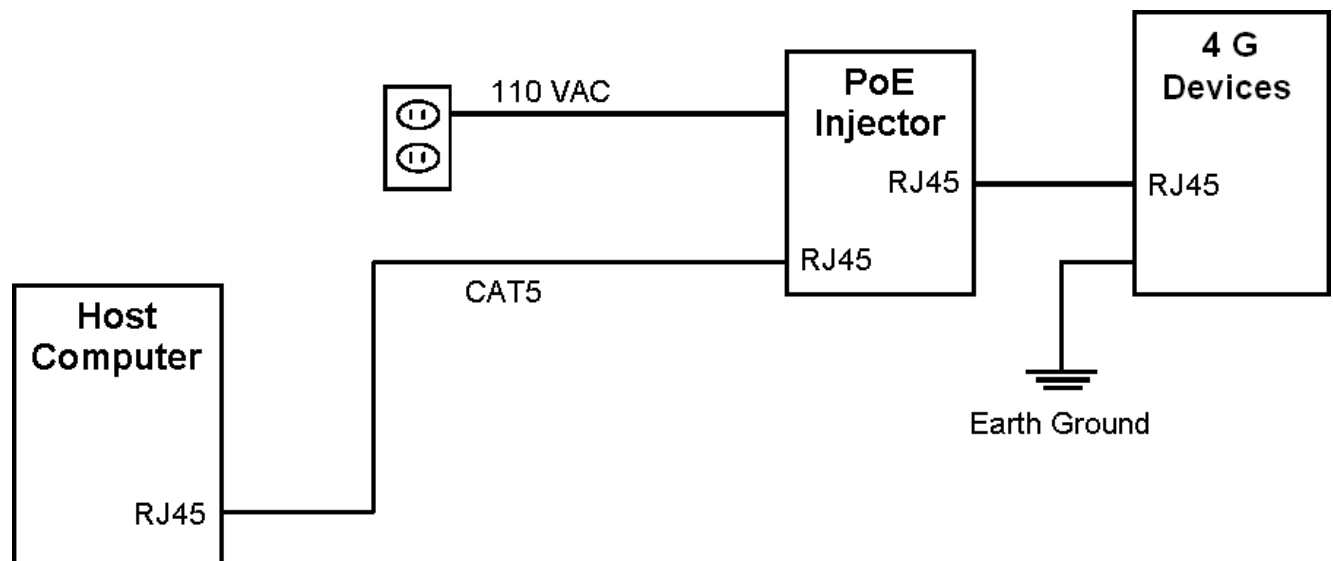 4 G
Devices
110 VAC
PoE
Injector
RJ45
RJ45
RJ45
CAT5
Host
Computer
Earth Ground
RJ45